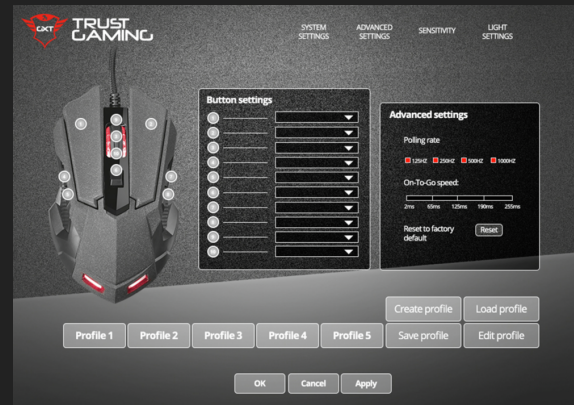 GXT
TRUST
GAMING
SYSTEM
SETTINGS
ADVANCED
SETTINGS
SENSITIVITY
LIGHT
SETTINGS
Button settings
Advanced settings
Polling rate
125HZ 250HZ 500HZ 1000HZ
On-To-Go speed:
2ms 65ms 125ms 190ms 255ms
Reset to factory
default
Reset
Create profile
Load profile
Profile 1
Profile 2
Profile 3
Profile 4
Profile 5
Save profile
Edit profile
OK
Cancel
Apply